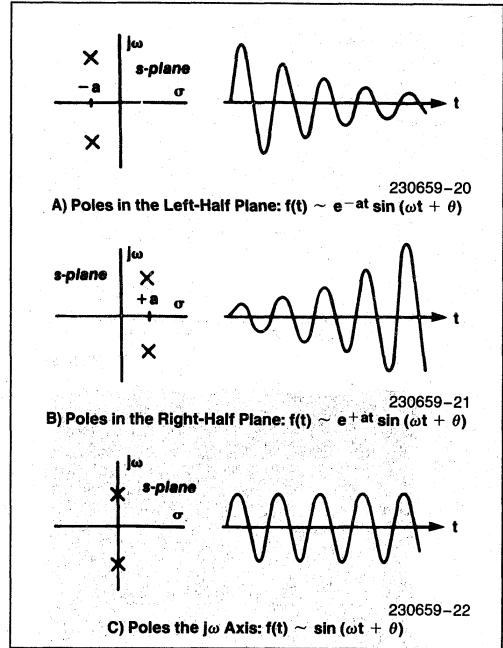 jω
s-plane
−a
σ
t
230659–20
A) Poles in the Left-Half Plane: f(t) ~ e−at sin (ωt + θ)
jω
s-plane
+a
σ
t
230659–21
B) Poles in the Right-Half Plane: f(t) ~ e+at sin (ωt + θ)
jω
s-plane
σ
t
230659–22
C) Poles the jω Axis: f(t) ~ sin (ωt + θ)